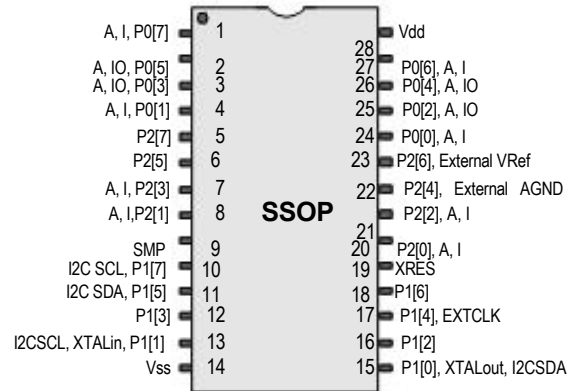 A, I, P0[7] 1 Vdd
28
A, IO, P0[5] 2 27 P0[6], A, I
A, IO, P0[3] 3 26 P0[4], A, IO
A, I, P0[1] 4 25 P0[2], A, IO
P2[7] 5 24 P0[0], A, I
P2[5] 6 23 P2[6], External VRef
A, I, P2[3] 7 22 P2[4], External AGND
A, I,P2[1] 8 SSOP P2[2], A, I
21
SMP 9 20 P2[0], A, I
I2C SCL, P1[7] 10 19 XRES
I2C SDA, P1[5] 11 18 P1[6]
P1[3] 12 17 P1[4], EXTCLK
I2CSCL, XTALin, P1[1] 13 16 P1[2]
Vss 14 15 P1[0], XTALout, I2CSDA